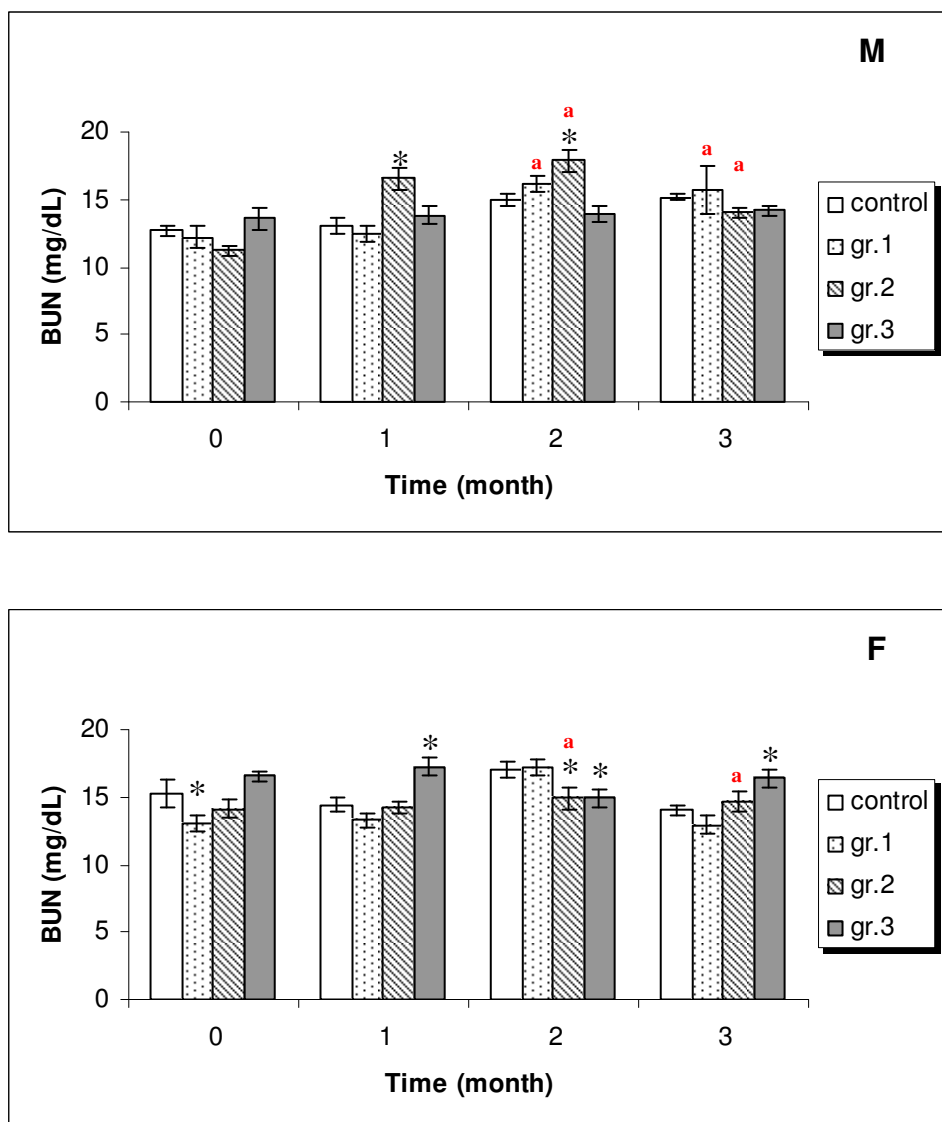 M
a
20
a
*
a
a
*
15
10
5
0
BUN (mg/dL)
0 1 2 3
Time (month)
control
gr.1
gr.2
gr.3
F
20
*
a
*
*
*
a
*
15
10
5
0
BUN (mg/dL)
0 1 2 3
Time (month)
control
gr.1
gr.2
gr.3